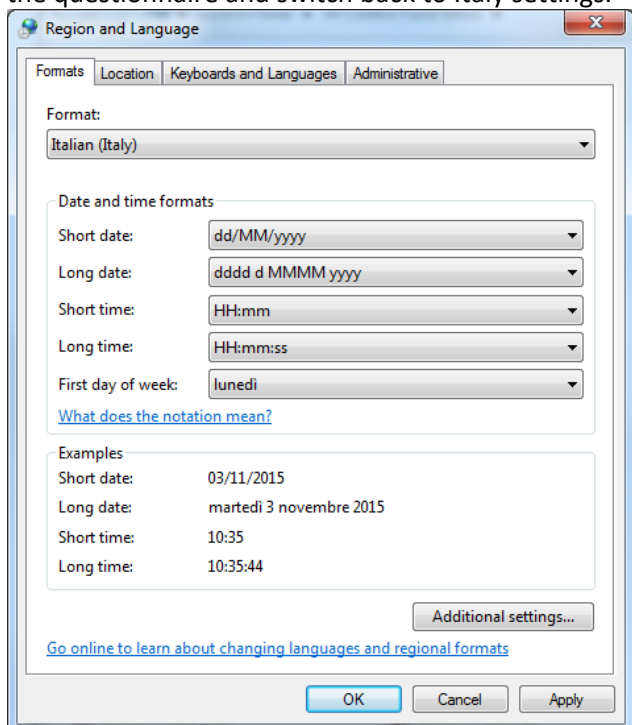 the questionnaire and switch back to Italy settings.
Region and Language
Formats Location Keyboards and Languages Administrative
Format:
Italian (Italy)
Date and time formats
Short date: dd/MM/yyyy
Long date: dddd d MMMM yyyy
Short time: HH:mm
Long time: HH:mm:ss
First day of week: lunedì
What does the notation mean?
Examples
Short date: 03/11/2015
Long date: martedì 3 novembre 2015
Short time: 10:35
Long time: 10:35:44
Additional settings...
Go online to learn about changing languages and regional formats
OK Cancel Apply